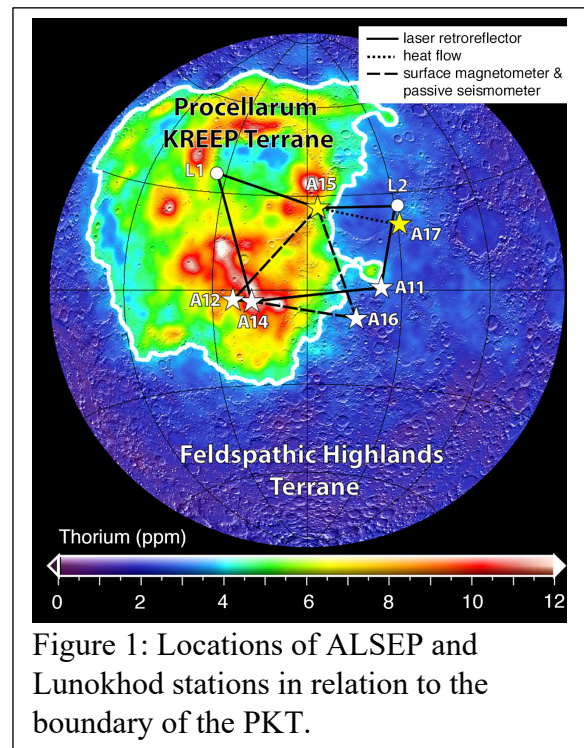 laser retroreflector
heat flow
surface magnetometer &
passive seismometer
Procellarum
KREEP Terrane
L1
A15
L2
A17
A12
A14
A11
A16
Feldspathic Highlands
Terrane
Thorium (ppm)
0 2 4 6 8 10 12
Figure 1: Locations of ALSEP and
Lunokhod stations in relation to the
boundary of the PKT.